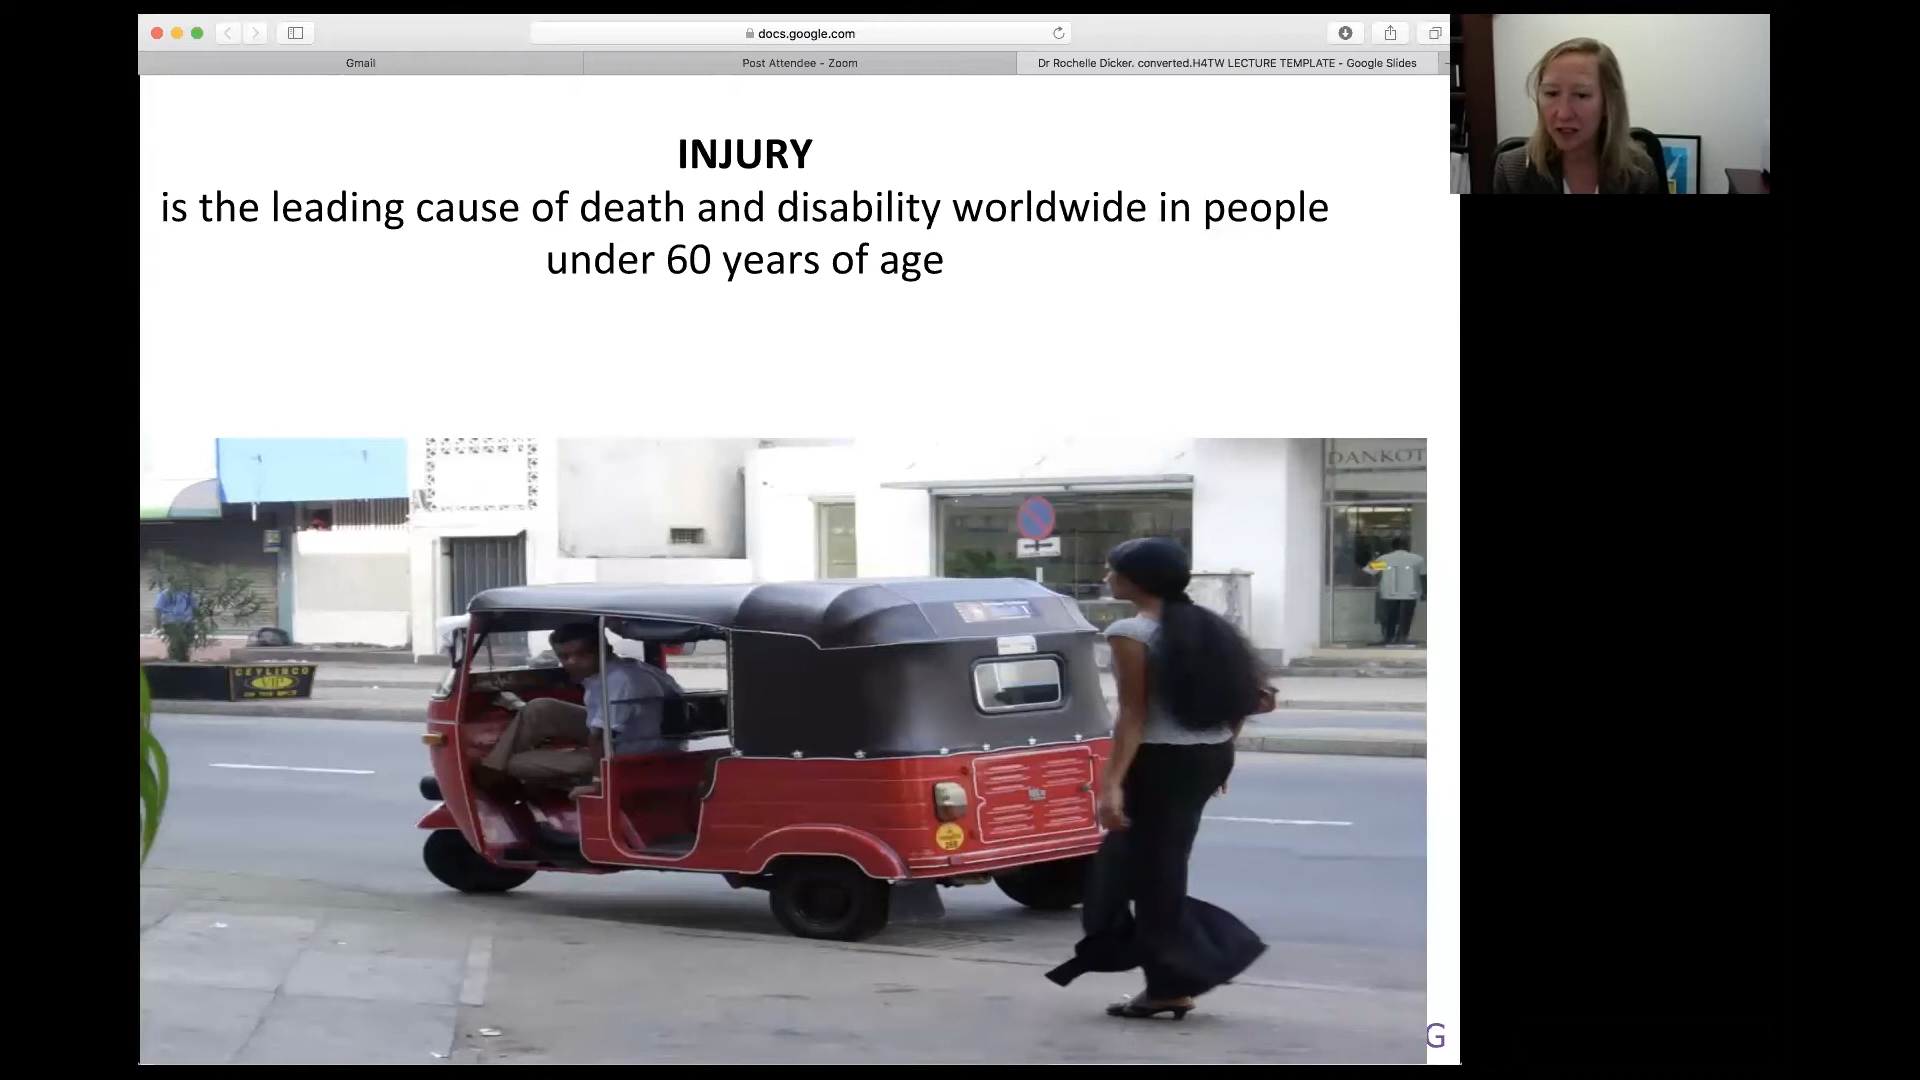 docs.google.com
Gmail
Post Attendee - Zoom
Dr Rochelle Dicker. converted.H4TW LECTURE TEMPLATE - Google Slides
INJURY
is the leading cause of death and disability worldwide in people
under 60 years of age
DANKOT
CEYLINCO
VIP
G